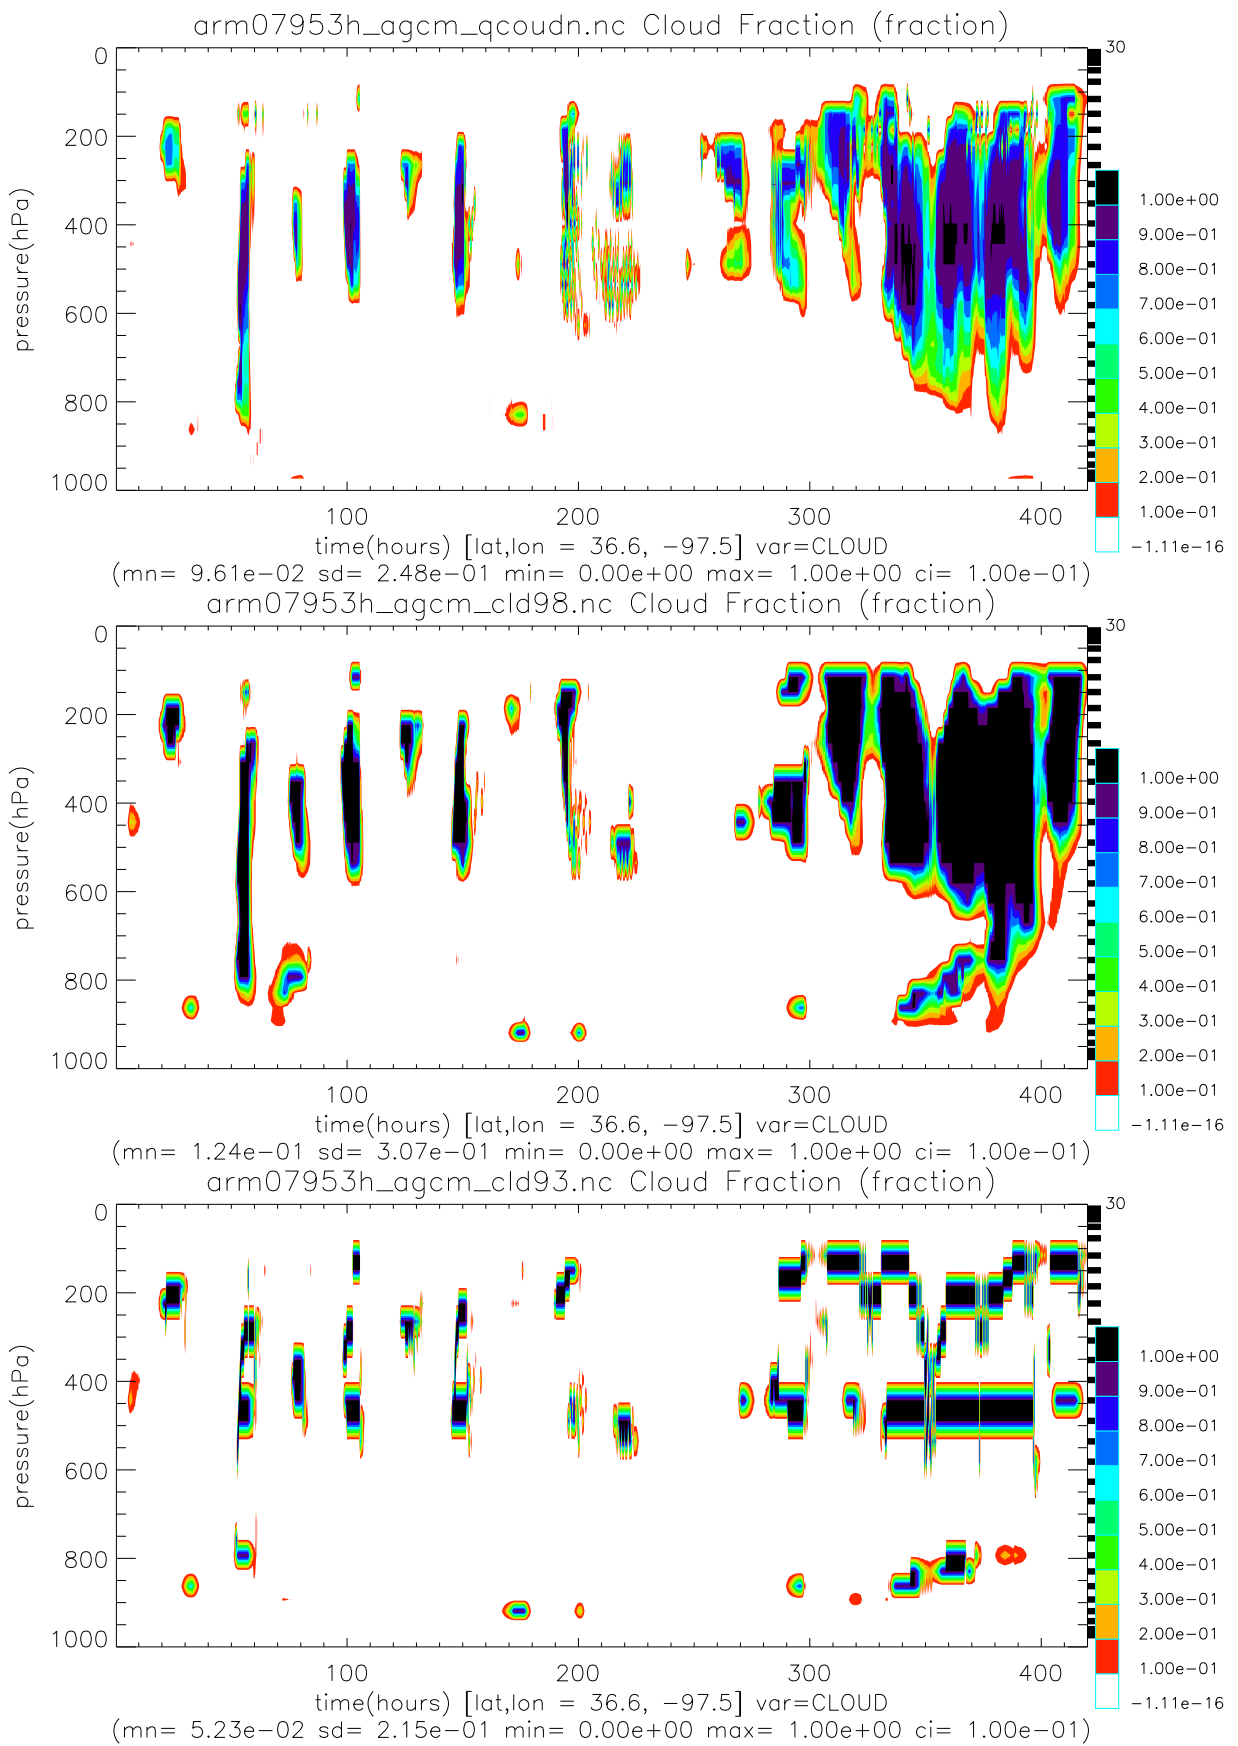 arm07953h_agcm_qcoudn.nc Cloud Fraction (fraction)
30
0
200
400
600
800
1000
pressure(hPa)
1.00e+00
9.00e−01
8.00e−01
7.00e−01
6.00e−01
5.00e−01
4.00e−01
3.00e−01
2.00e−01
1.00e−01
−1.11e−16
100 200 300 400
time(hours) [lat,lon = 36.6, −97.5] var=CLOUD
(mn= 9.61e−02 sd= 2.48e−01 min= 0.00e+00 max= 1.00e+00 ci= 1.00e−01)
arm07953h_agcm_cld98.nc Cloud Fraction (fraction)
30
0
200
400
600
800
1000
pressure(hPa)
1.00e+00
9.00e−01
8.00e−01
7.00e−01
6.00e−01
5.00e−01
4.00e−01
3.00e−01
2.00e−01
1.00e−01
−1.11e−16
100 200 300 400
time(hours) [lat,lon = 36.6, −97.5] var=CLOUD
(mn= 1.24e−01 sd= 3.07e−01 min= 0.00e+00 max= 1.00e+00 ci= 1.00e−01)
arm07953h_agcm_cld93.nc Cloud Fraction (fraction)
30
0
200
400
600
800
1000
pressure(hPa)
1.00e+00
9.00e−01
8.00e−01
7.00e−01
6.00e−01
5.00e−01
4.00e−01
3.00e−01
2.00e−01
1.00e−01
−1.11e−16
100 200 300 400
time(hours) [lat,lon = 36.6, −97.5] var=CLOUD
(mn= 5.23e−02 sd= 2.15e−01 min= 0.00e+00 max= 1.00e+00 ci= 1.00e−01)